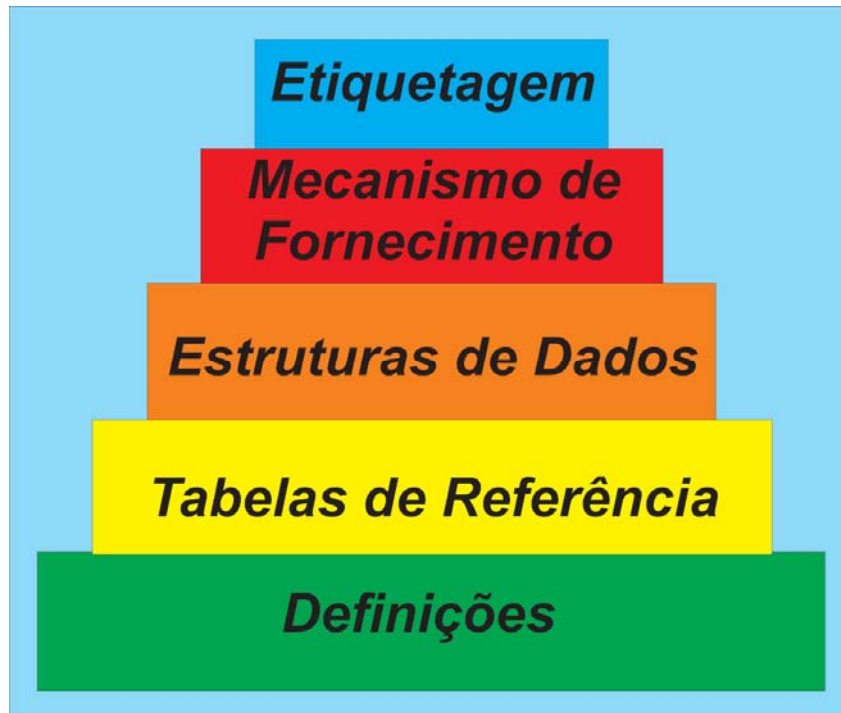 Etiquetagem
Mecanismo de
Fornecimento
Estruturas de Dados
Tabelas de Referência
Definições